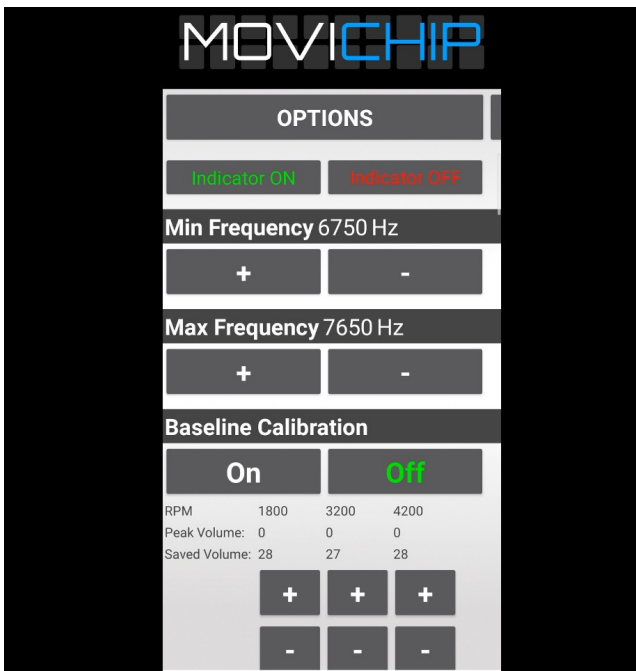 MOVICHIP
OPTIONS
Indicator ON Indicator OFF
Min Frequency 6750 Hz
+ -
Max Frequency 7650 Hz
+ -
Baseline Calibration
On Off
RPM 1800 3200 4200
Peak Volume: 0 0 0
Saved Volume: 28 27 28
+ + +
- - -